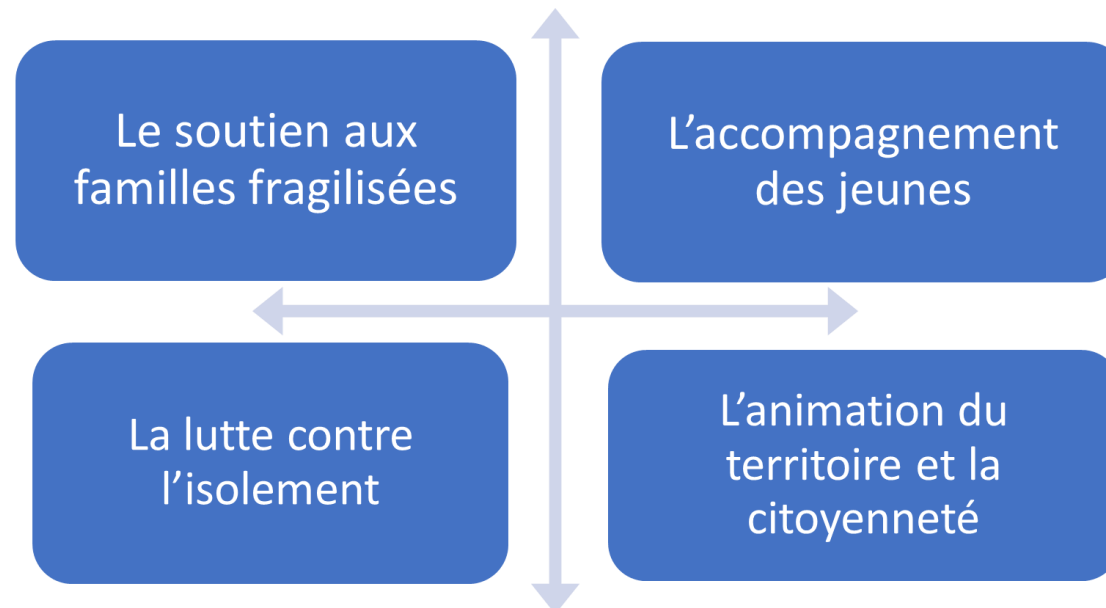 Le soutien aux
familles fragilisées
L’accompagnement
des jeunes
La lutte contre
l’isolement
L’animation du
territoire et la
citoyenneté